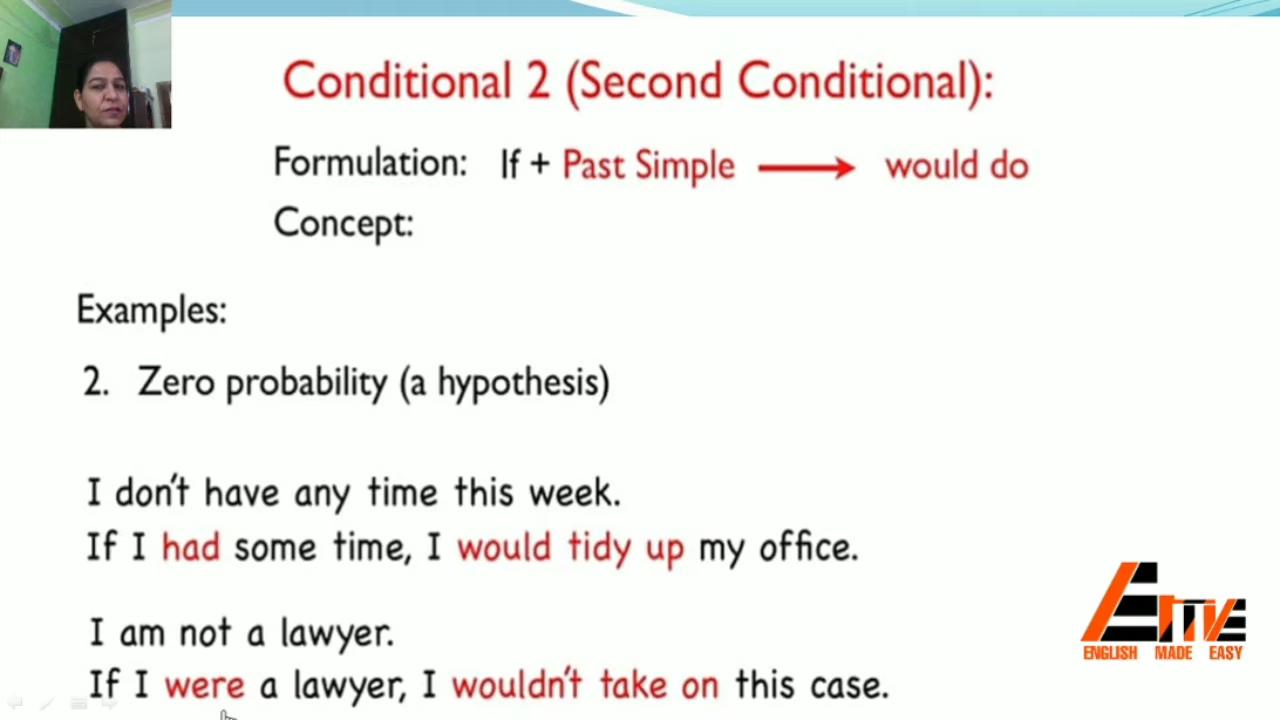 Conditional 2 (Second Conditional):
Formulation: If + Past Simple ⟶ would do
Concept:
Examples:
2. Zero probability (a hypothesis)
I don't have any time this week.
If I had some time, I would tidy up my office.
I am not a lawyer.
If I were a lawyer, I wouldn't take on this case.
EME
ENGLISH MADE EASY